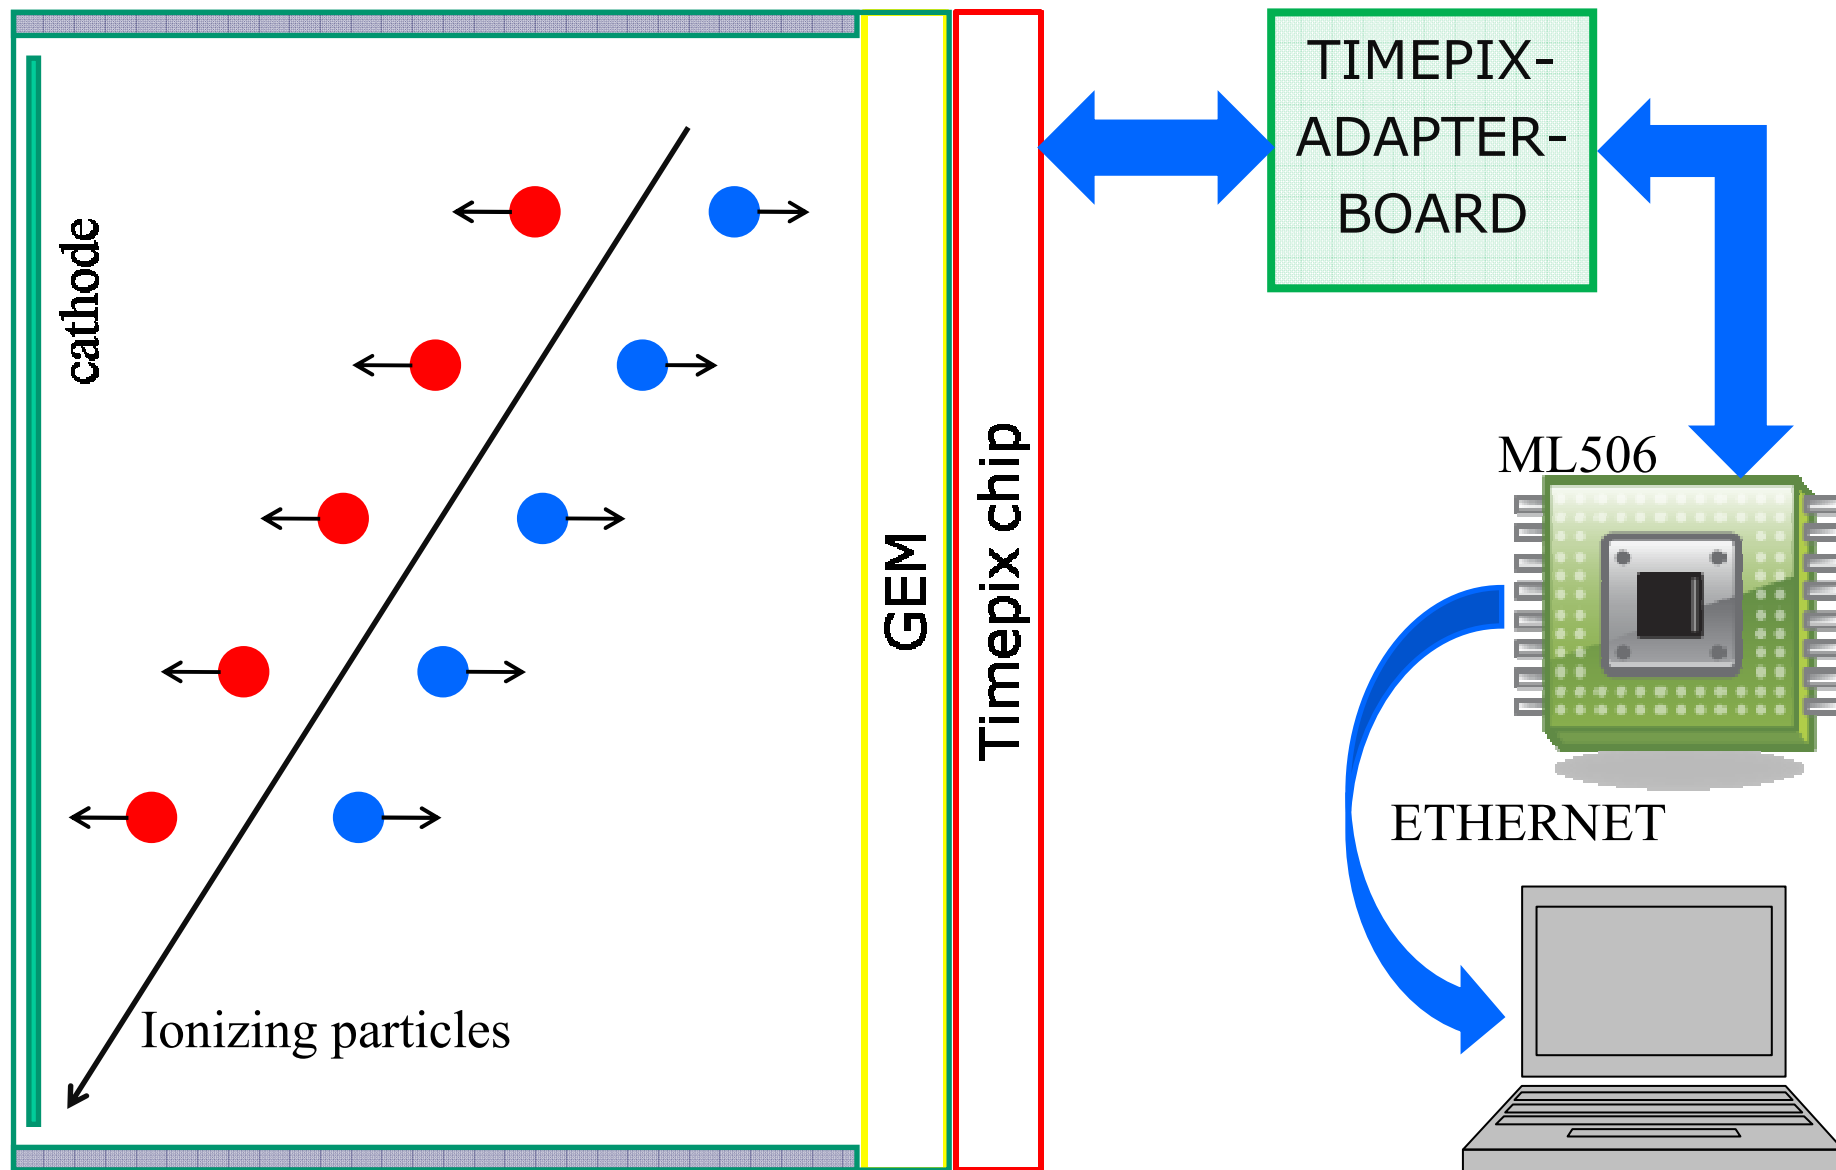 cathode
Ionizing particles
GEM
Timepix chip
TIMEPIX-
ADAPTER-
BOARD
ML506
ETHERNET